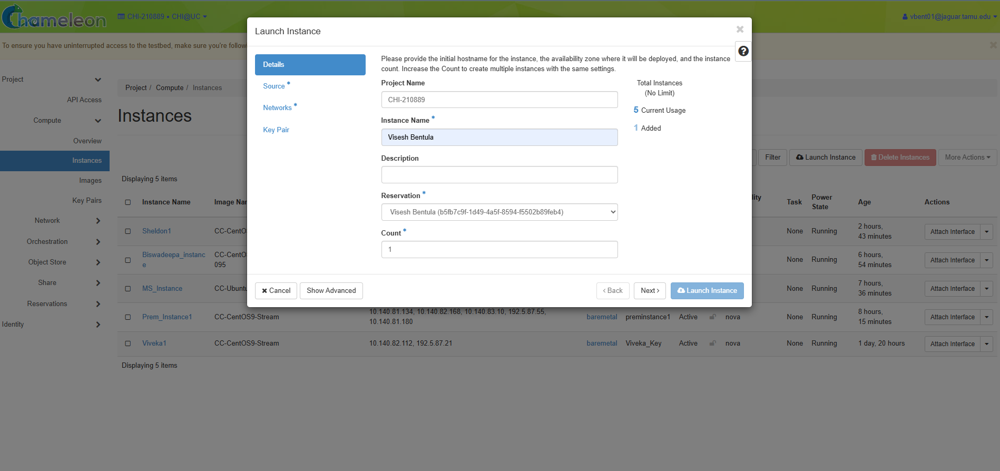 Chameleon
CHI-210889 • CHI@UC
vbent01@jaguar.tamu.edu
To ensure you have uninterrupted access to the testbed, make sure you're follow
Project
API Access
Compute
Overview
Instances
Images
Key Pairs
Network
Orchestration
Object Store
Share
Reservations
Identity
Project / Compute / Instances
Instances
Filter
Launch Instance
Delete Instances
More Actions
Displaying 5 items
Instance Name
Image Nam
lity
Task
Power
State
Age
Actions
Sheldon1
CC-CentO
None
Running
2 hours,
43 minutes
Attach Interface
Biswadeepa_instanc
e
CC-CentO
095
None
Running
6 hours,
54 minutes
Attach Interface
MS_Instance
CC-Ubuntu
None
Running
7 hours,
36 minutes
Attach Interface
Prem_Instance1
CC-CentOS9-Stream
10.140.81.134, 10.140.82.168, 10.140.83.10, 192.5.87.55,
10.140.81.180
baremetal
preminstance1
Active
nova
None
Running
8 hours,
15 minutes
Attach Interface
Viveka1
CC-CentOS9-Stream
10.140.82.112, 192.5.87.21
baremetal
Viveka_Key
Active
nova
None
Running
1 day, 20 hours
Attach Interface
Displaying 5 items
Launch Instance
Details
Source *
Networks *
Key Pair
Please provide the initial hostname for the instance, the availability zone where it will be deployed, and the instance
count. Increase the Count to create multiple instances with the same settings.
Project Name
CHI-210889
Instance Name *
Visesh Bentula
Description
Reservation *
Visesh Bentula (b5fb7c9f-1d49-4a5f-8594-f5502b89feb4)
Count *
1
Total Instances
(No Limit)
5 Current Usage
1 Added
Cancel
Show Advanced
‹ Back
Next ›
Launch Instance